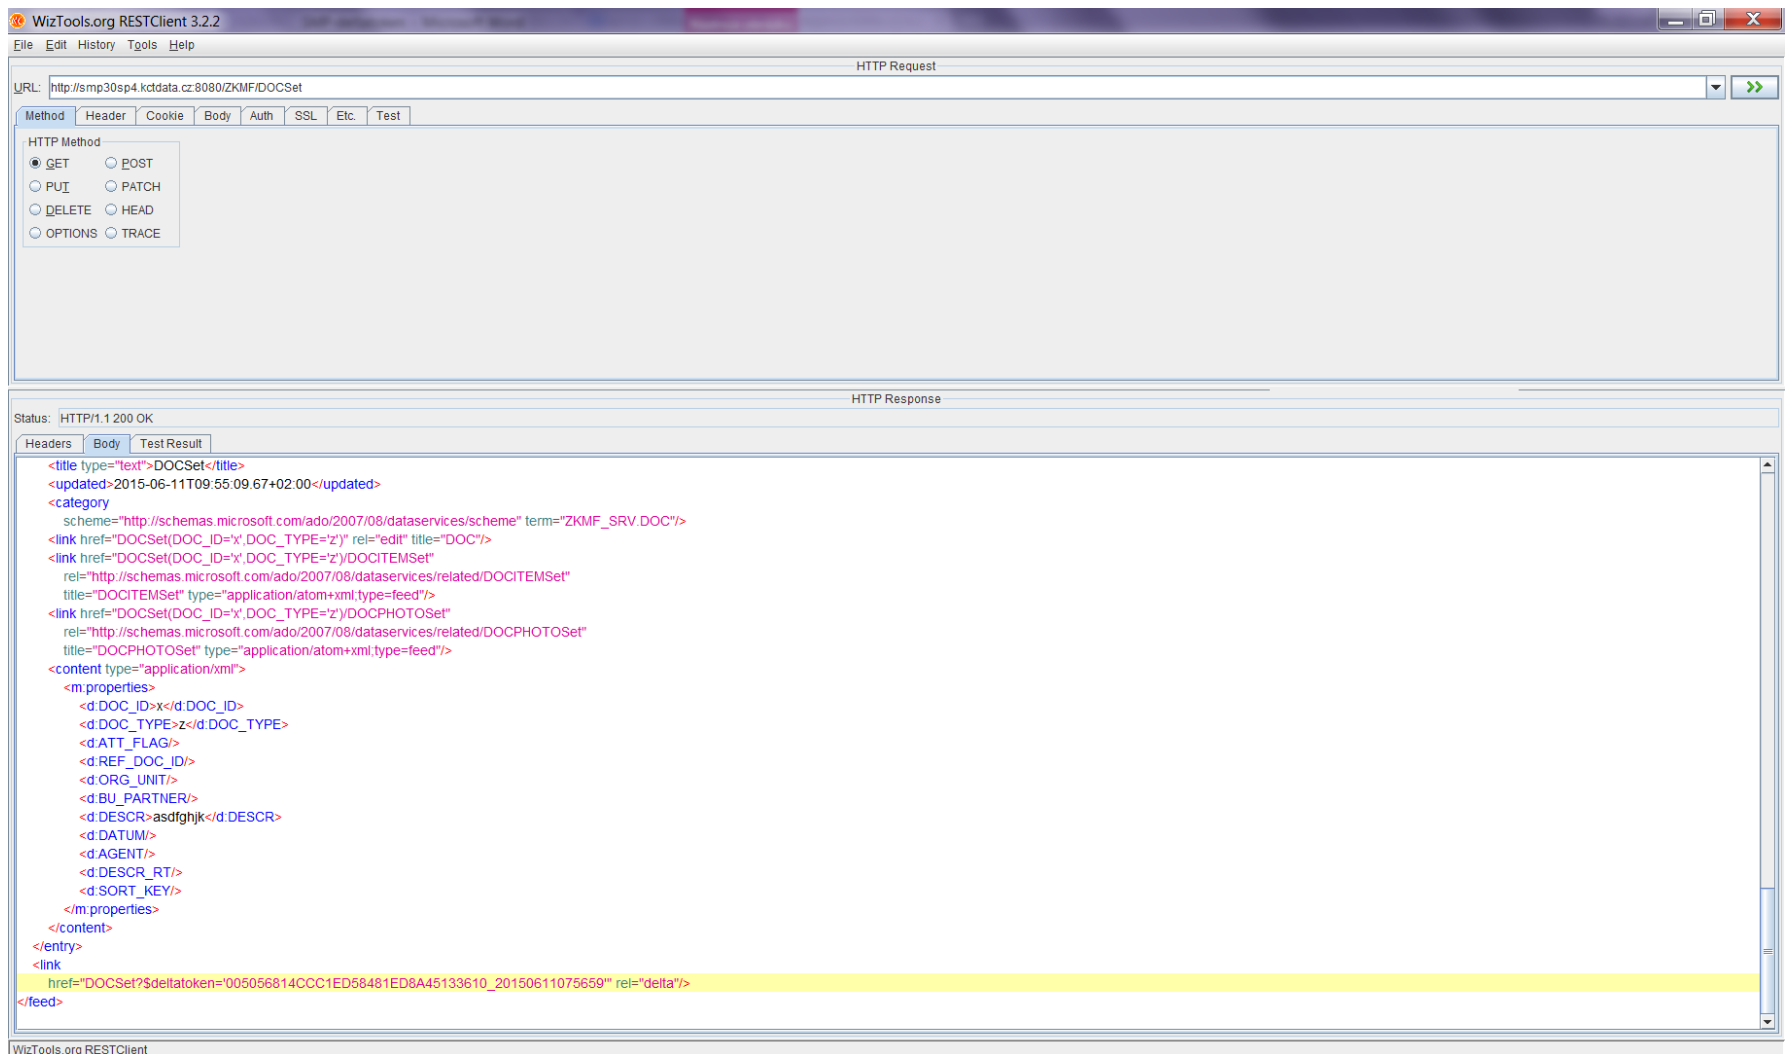 WizTools.org RESTClient 3.2.2
File Edit History Tools Help
HTTP Request
URL: http://smp30sp4.kctdata.cz:8080/ZKMF/DOCSet
Method Header Cookie Body Auth SSL Etc. Test
HTTP Method
GET POST
PUT PATCH
DELETE HEAD
OPTIONS TRACE
HTTP Response
Status: HTTP/1.1 200 OK
Headers Body Test Result
<title type="text">DOCSet</title>
<updated>2015-06-11T09:55:09.67+02:00</updated>
<category
scheme="http://schemas.microsoft.com/ado/2007/08/dataservices/scheme" term="ZKMF_SRV.DOC"/>
<link href="DOCSet(DOC_ID='x',DOC_TYPE='z')" rel="edit" title="DOC"/>
<link href="DOCSet(DOC_ID='x',DOC_TYPE='z')/DOCITEMSet"
rel="http://schemas.microsoft.com/ado/2007/08/dataservices/related/DOCITEMSet"
title="DOCITEMSet" type="application/atom+xml;type=feed"/>
<link href="DOCSet(DOC_ID='x',DOC_TYPE='z')/DOCPHOTOSet"
rel="http://schemas.microsoft.com/ado/2007/08/dataservices/related/DOCPHOTOSet"
title="DOCPHOTOSet" type="application/atom+xml;type=feed"/>
<content type="application/xml">
<m:properties>
<d:DOC_ID>x</d:DOC_ID>
<d:DOC_TYPE>z</d:DOC_TYPE>
<d:ATT_FLAG/>
<d:REF_DOC_ID/>
<d:ORG_UNIT/>
<d:BU_PARTNER/>
<d:DESCR>asdfghjk</d:DESCR>
<d:DATUM/>
<d:AGENT/>
<d:DESCR_RT/>
<d:SORT_KEY/>
</m:properties>
</content>
</entry>
<link
href="DOCSet?$deltatoken='005056814CCC1ED58481ED8A45133610_20150611075659'" rel="delta"/>
</feed>
WizTools.org RESTClient